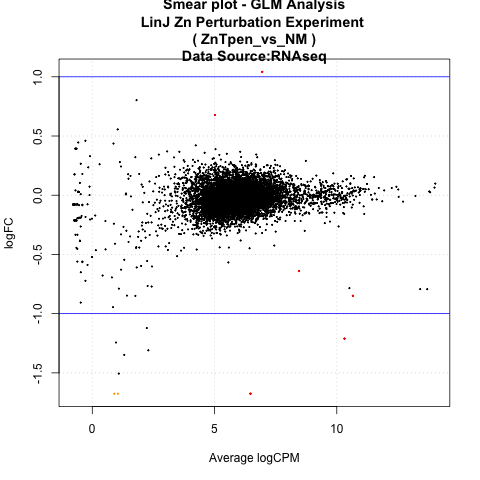 Smear plot - GLM Analysis
LinJ Zn Perturbation Experiment
( ZnTpen_vs_NM )
Data Source:RNAseq
1.0
0.5
0.0
-0.5
-1.0
-1.5
logFC
0 5 10
Average logCPM